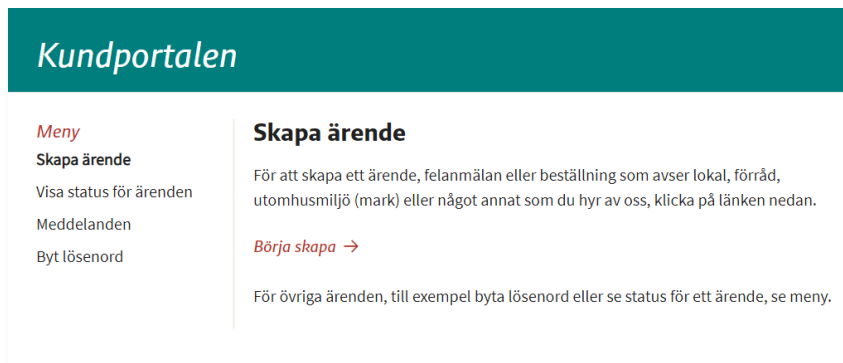 Kundportalen
Meny
Skapa ärende
Visa status för ärenden
Meddelanden
Byt lösenord
Skapa ärende
För att skapa ett ärende, felanmälan eller beställning som avser lokal, förråd,
utomhusmiljö (mark) eller något annat som du hyr av oss, klicka på länken nedan.
Börja skapa →
För övriga ärenden, till exempel byta lösenord eller se status för ett ärende, se meny.